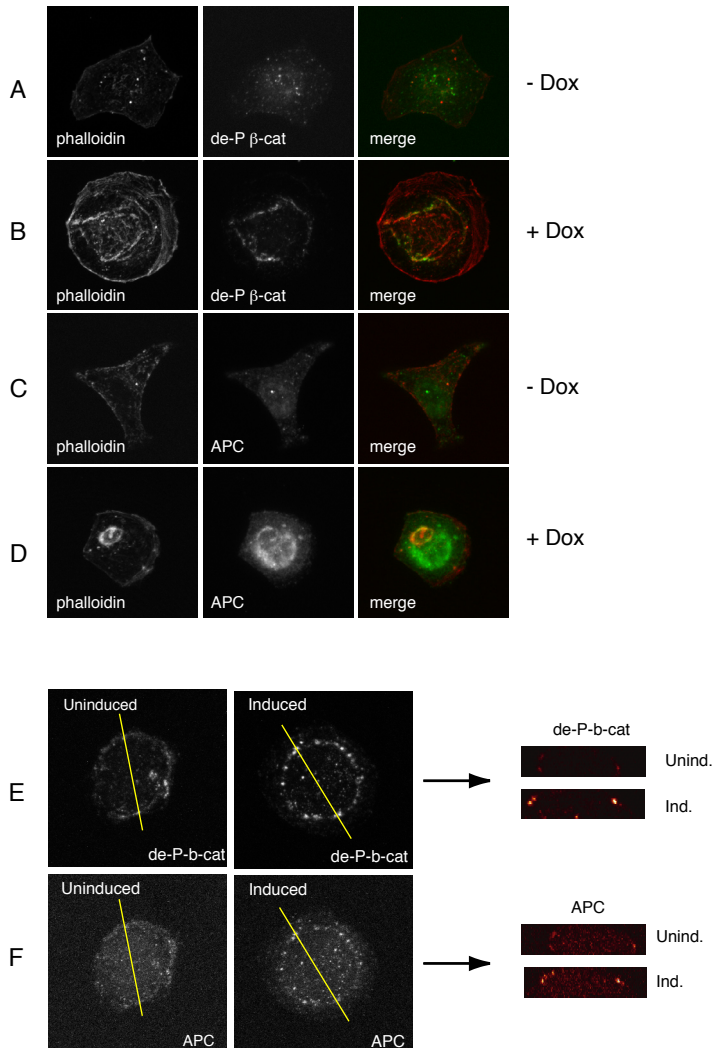 A
phalloidin
de-P β-cat
merge
- Dox
B
phalloidin
de-P β-cat
merge
+ Dox
C
phalloidin
APC
merge
- Dox
D
phalloidin
APC
merge
+ Dox
E
Uninduced
de-P-b-cat
Induced
de-P-b-cat
de-P-b-cat
Unind.
Ind.
F
Uninduced
APC
Induced
APC
APC
Unind.
Ind.